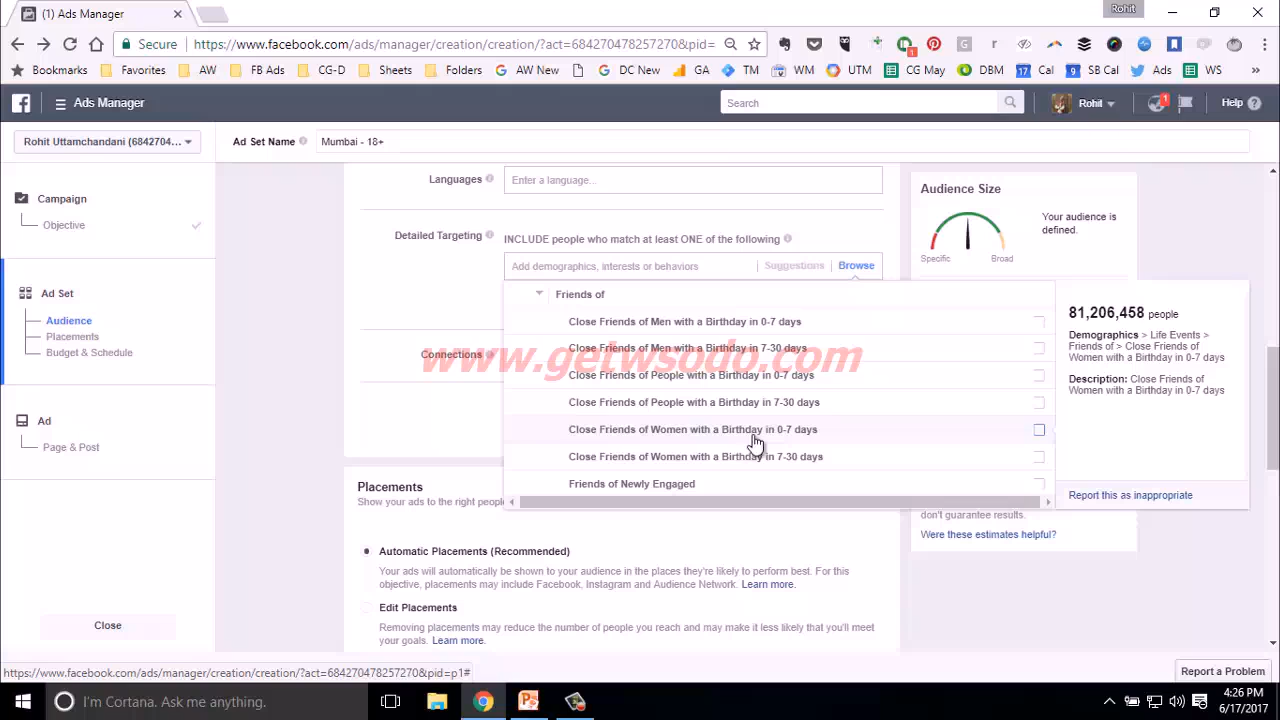 (1) Ads Manager
Rohit
Secure
https://www.facebook.com/ads/manager/creation/creation/?act=684270478257270&pid=
Bookmarks
Favorites
AW
FB Ads
CG-D
Sheets
Folders
AW New
DC New
GA
TM
WM
UTM
CG May
DBM
Cal
SB Cal
Ads
WS
Ads Manager
Search
Rohit
1
Help
Rohit Uttamchandani (6842704...
Ad Set Name
Mumbai - 18+
Campaign
Objective
Ad Set
Audience
Placements
Budget & Schedule
Ad
Page & Post
Close
Languages
Enter a language...
Detailed Targeting
INCLUDE people who match at least ONE of the following
Add demographics, interests or behaviors
Suggestions
Browse
Friends of
Close Friends of Men with a Birthday in 0-7 days
Close Friends of Men with a Birthday in 7-30 days
Connections
www.getwsodo.com
Close Friends of People with a Birthday in 0-7 days
Close Friends of People with a Birthday in 7-30 days
Close Friends of Women with a Birthday in 0-7 days
Close Friends of Women with a Birthday in 7-30 days
Friends of Newly Engaged
Audience Size
Your audience is
defined.
Specific
Broad
81,206,458 people
Demographics > Life Events >
Friends of > Close Friends of
Women with a Birthday in 0-7 days
Description: Close Friends of
Women with a Birthday in 0-7 days
Report this as inappropriate
don't guarantee results.
Were these estimates helpful?
Placements
Show your ads to the right people
Automatic Placements (Recommended)
Your ads will automatically be shown to your audience in the places they're likely to perform best. For this
objective, placements may include Facebook, Instagram and Audience Network. Learn more.
Edit Placements
Removing placements may reduce the number of people you reach and may make it less likely that you'll meet
your goals. Learn more.
https://www.facebook.com/ads/manager/creation/creation/?act=684270478257270&pid=p1#
Report a Problem
I'm Cortana. Ask me anything.
4:26 PM
6/17/2017